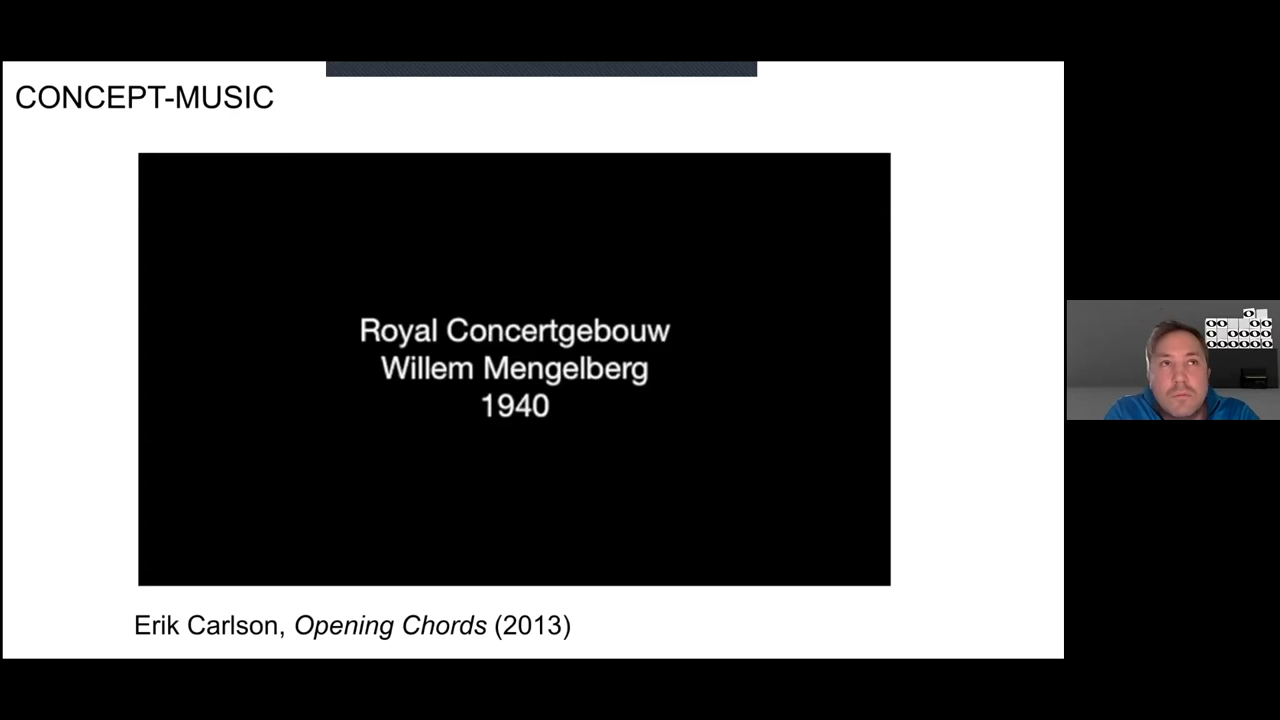 CONCEPT-MUSIC
Royal Concertgebouw
Willem Mengelberg
1940
Erik Carlson, Opening Chords (2013)